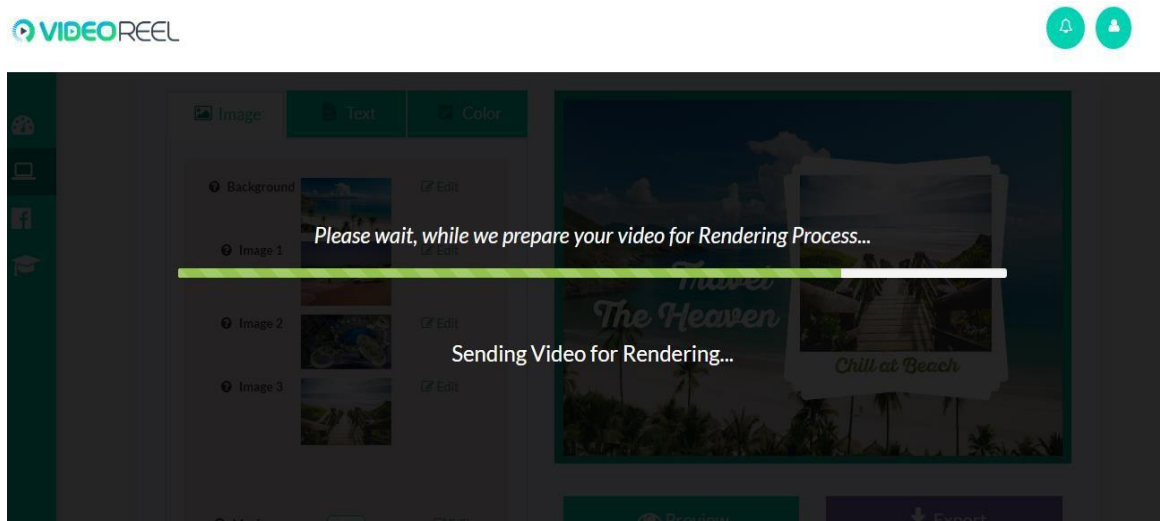 VIDEOREEL
Image
Text
Color
Background
Edit
Please wait, while we prepare your video for Rendering Process...
Image 1
Edit
Travel
The Heaven
Image 2
Edit
Sending Video for Rendering...
Chill at Beach
Image 3
Edit
Preview
Export